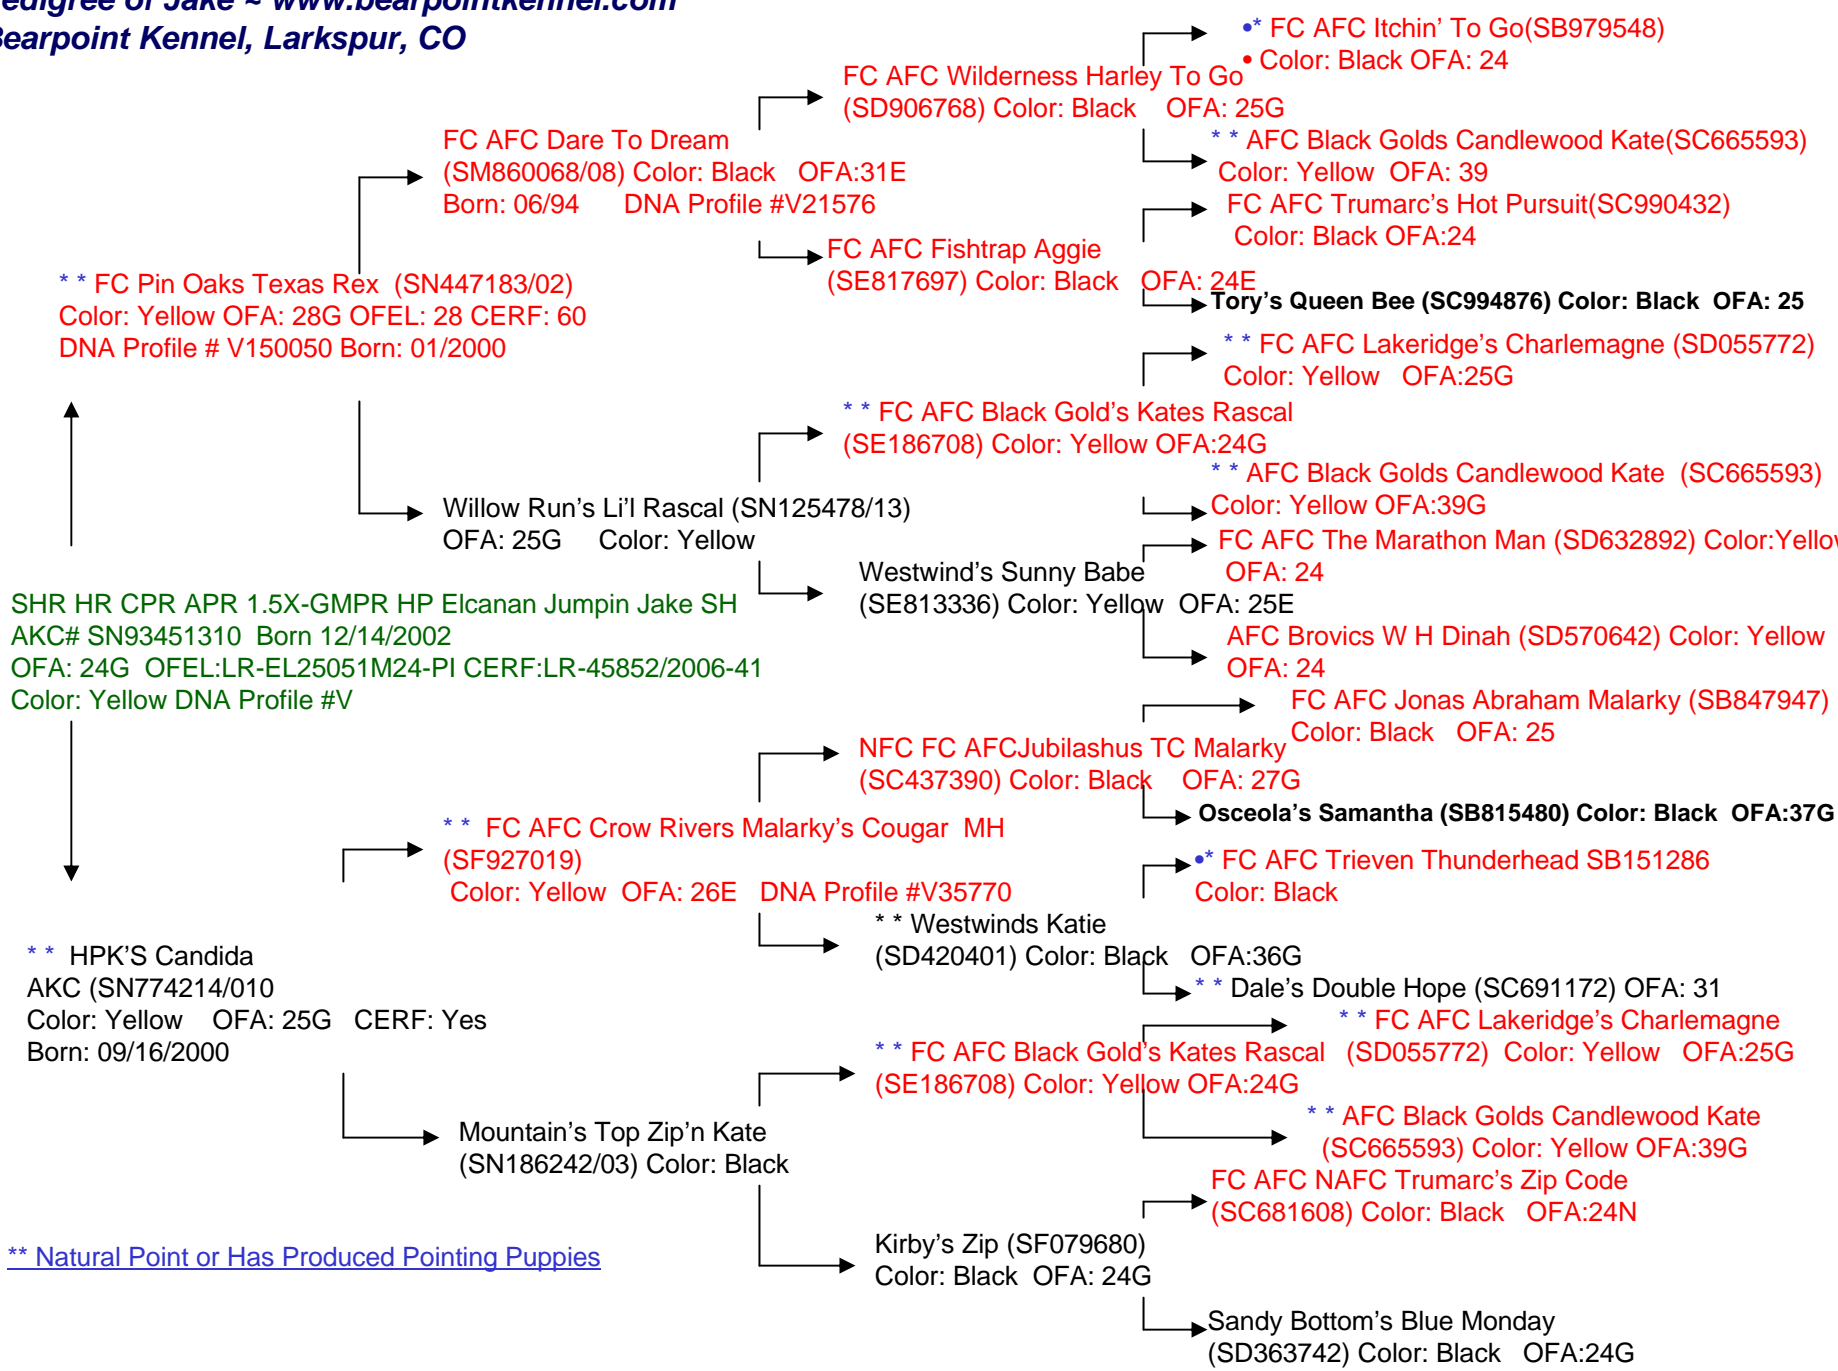 edigree of Jake ~ www.bearpointkennel.com
Bearpoint Kennel, Larkspur, CO
•* FC AFC Itchin' To Go(SB979548)
• Color: Black OFA: 24
FC AFC Wilderness Harley To Go
(SD906768) Color: Black OFA: 25G
* * AFC Black Golds Candlewood Kate(SC665593)
Color: Yellow OFA: 39
FC AFC Dare To Dream
(SM860068/08) Color: Black OFA:31E
Born: 06/94 DNA Profile #V21576
FC AFC Trumarc's Hot Pursuit(SC990432)
Color: Black OFA:24
FC AFC Fishtrap Aggie
(SE817697) Color: Black OFA: 24E
Tory's Queen Bee (SC994876) Color: Black OFA: 25
* * FC Pin Oaks Texas Rex (SN447183/02)
Color: Yellow OFA: 28G OFEL: 28 CERF: 60
DNA Profile # V150050 Born: 01/2000
* * FC AFC Lakeridge's Charlemagne (SD055772)
Color: Yellow OFA:25G
* * FC AFC Black Gold's Kates Rascal
(SE186708) Color: Yellow OFA:24G
* * AFC Black Golds Candlewood Kate (SC665593)
Color: Yellow OFA:39G
Willow Run's Li'l Rascal (SN125478/13)
OFA: 25G Color: Yellow
FC AFC The Marathon Man (SD632892) Color:Yellow
OFA: 24
Westwind's Sunny Babe
(SE813336) Color: Yellow OFA: 25E
AFC Brovics W H Dinah (SD570642) Color: Yellow
OFA: 24
SHR HR CPR APR 1.5X-GMPR HP Elcanan Jumpin Jake SH
AKC# SN93451310 Born 12/14/2002
OFA: 24G OFEL:LR-EL25051M24-PI CERF:LR-45852/2006-41
Color: Yellow DNA Profile #V
FC AFC Jonas Abraham Malarky (SB847947)
Color: Black OFA: 25
NFC FC AFCJubilashus TC Malarky
(SC437390) Color: Black OFA: 27G
Osceola's Samantha (SB815480) Color: Black OFA:37G
* * FC AFC Crow Rivers Malarky's Cougar MH
(SF927019)
Color: Yellow OFA: 26E DNA Profile #V35770
•* FC AFC Trieven Thunderhead SB151286
Color: Black
* * Westwinds Katie
(SD420401) Color: Black OFA:36G
* * Dale's Double Hope (SC691172) OFA: 31
* * HPK'S Candida
AKC (SN774214/010
Color: Yellow OFA: 25G CERF: Yes
Born: 09/16/2000
* * FC AFC Lakeridge's Charlemagne
(SD055772) Color: Yellow OFA:25G
* * FC AFC Black Gold's Kates Rascal
(SE186708) Color: Yellow OFA:24G
* * AFC Black Golds Candlewood Kate
(SC665593) Color: Yellow OFA:39G
Mountain's Top Zip'n Kate
(SN186242/03) Color: Black
FC AFC NAFC Trumarc's Zip Code
(SC681608) Color: Black OFA:24N
Kirby's Zip (SF079680)
Color: Black OFA: 24G
Sandy Bottom's Blue Monday
(SD363742) Color: Black OFA:24G
** Natural Point or Has Produced Pointing Puppies